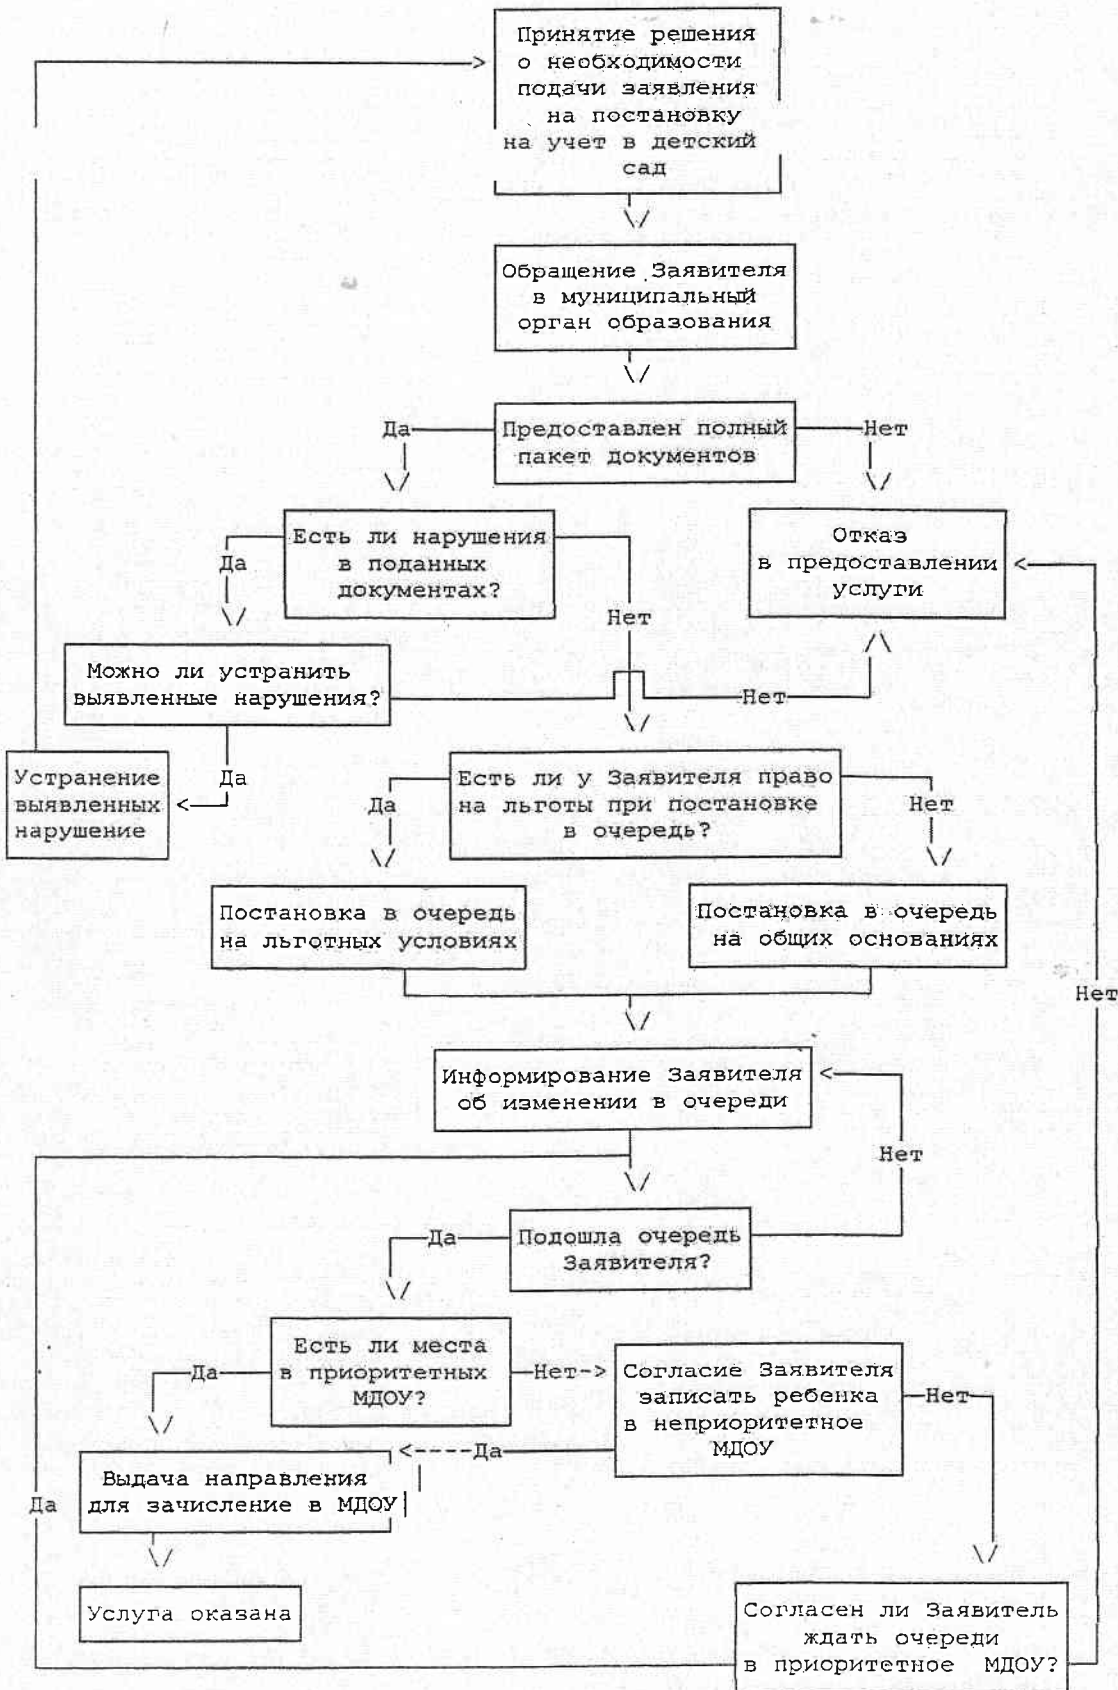 Принятие решения
о необходимости
подачи заявления
на постановку
на учет в детский
сад
Обращение Заявителя
в муниципальный
орган образования
Да
Предоставлен полный
пакет документов
Нет
Есть ли нарушения
в поданных
документах?
Да
Нет
Отказ
в предоставлении
услуги
Можно ли устранить
выявленные нарушения?
Нет
Да
Устранение
выявленных
нарушение
Есть ли у Заявителя право
на льготы при постановке
в очередь?
Да
Нет
Постановка в очередь
на льготных условиях
Постановка в очередь
на общих основаниях
Нет
Информирование Заявителя
об изменении в очереди
Нет
Да
Подошла очередь
Заявителя?
Есть ли места
в приоритетных
МДОУ?
Да
Нет->
Согласие Заявителя
записать ребенка
в неприоритетное
МДОУ
Нет
<----Да
Выдача направления
для зачисление в МДОУ
Да
Услуга оказана
Согласен ли Заявитель
ждать очереди
в приоритетное МДОУ?